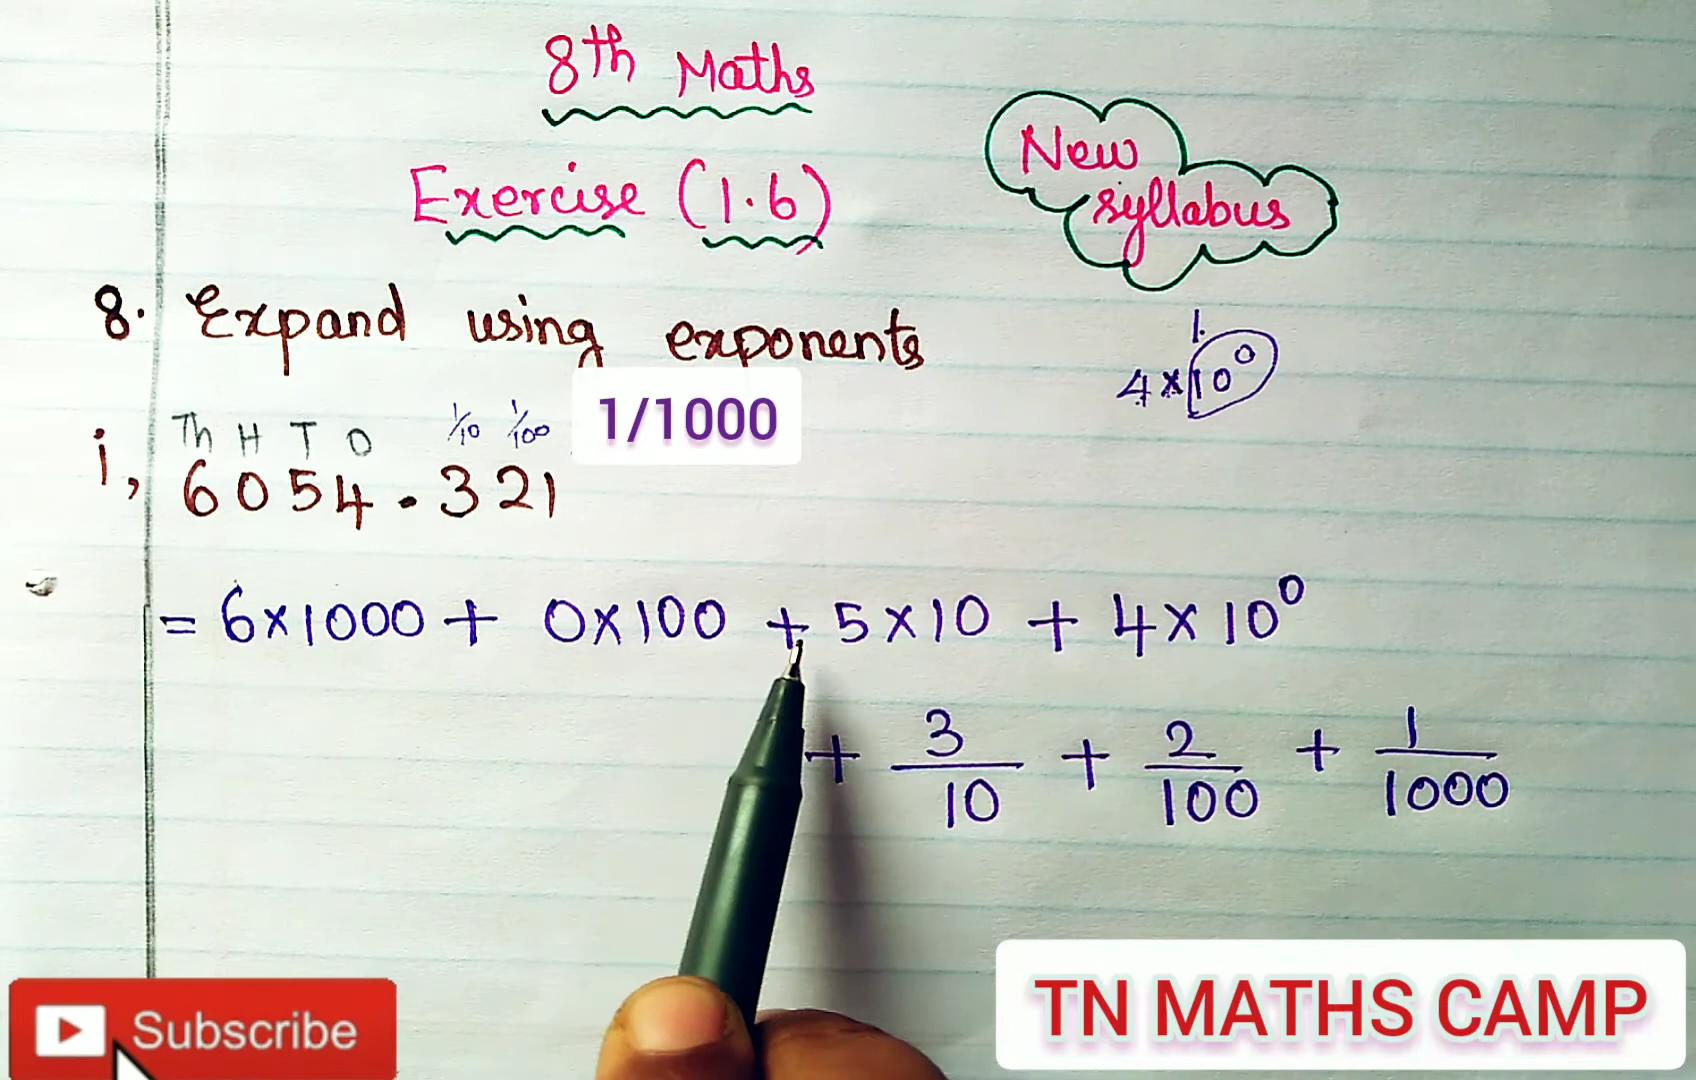 8th Maths
Exercise (1.6)
New
syllabus
8. Expand using exponents
1
4 × 10⁰
Th H T O 1/10 1/100 1/1000
i, 6054.321
= 6×1000 + 0×100 + 5×10 + 4×10⁰
+ 3/10 + 2/100 + 1/1000
Subscribe
TN MATHS CAMP